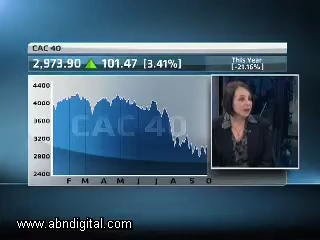 CAC 40
2,973.90 ▲ 101.47 [3.41%]
This Year
[-21.16%]
4400
4000
3600
3200
2800
2400
CAC 40
F M A M J J A S O
www.abndigital.com